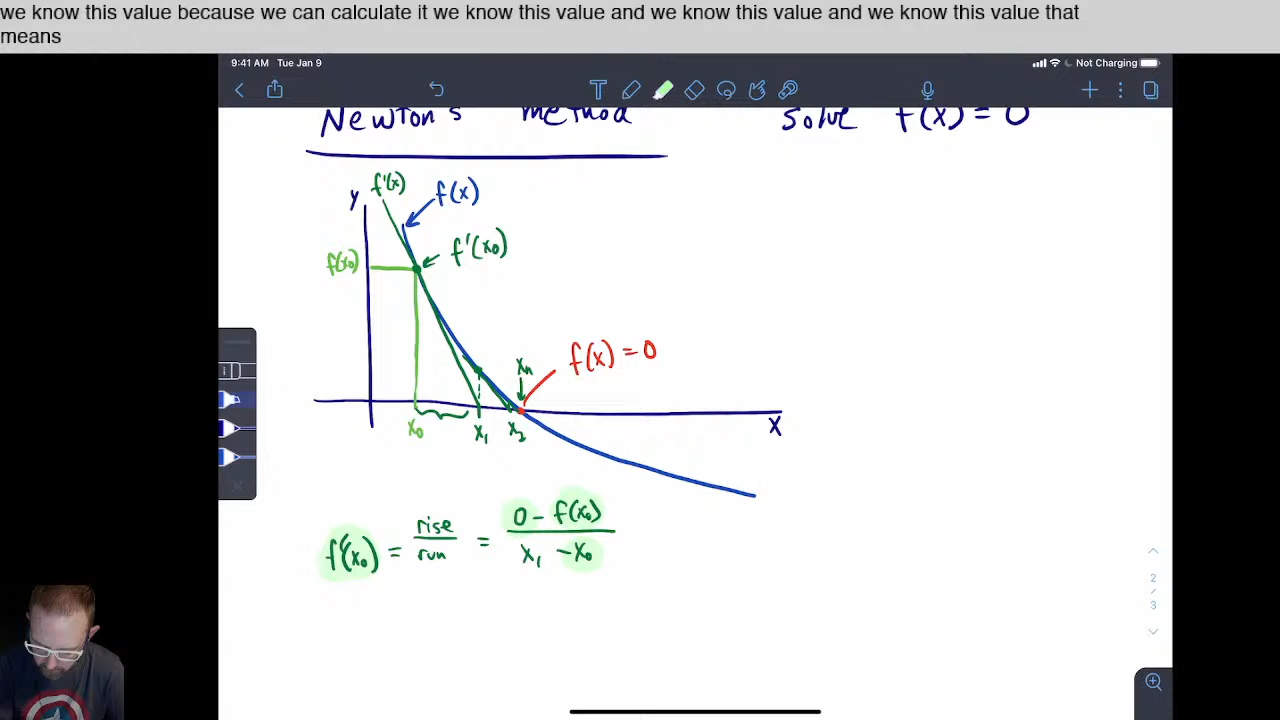 we know this value because we can calculate it we know this value and we know this value and we know this value that
means
9:41 AM Tue Jan 9
Not Charging
Newton's method
solve f(x) = 0
f'(x)
f(x)
y
f'(x₀)
f(x₀)
f(x) = 0
xₙ
x₀
x₁
x₂
x
f'(x₀) = rise/run = 0 - f(x₀)/x₁ - x₀
2
/
3